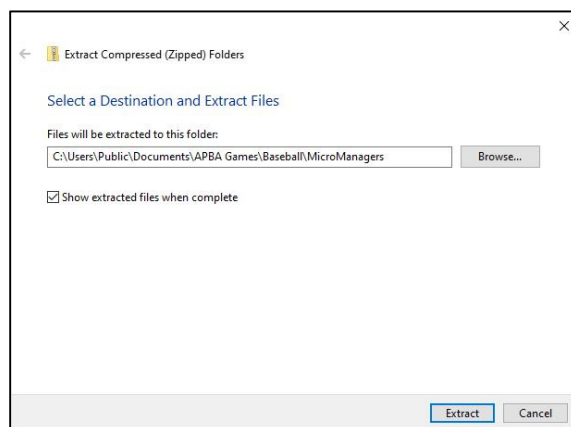 Extract Compressed (Zipped) Folders
Select a Destination and Extract Files
Files will be extracted to this folder:
C:\Users\Public\Documents\APBA Games\Baseball\MicroManagers
Browse...
Show extracted files when complete
Extract
Cancel